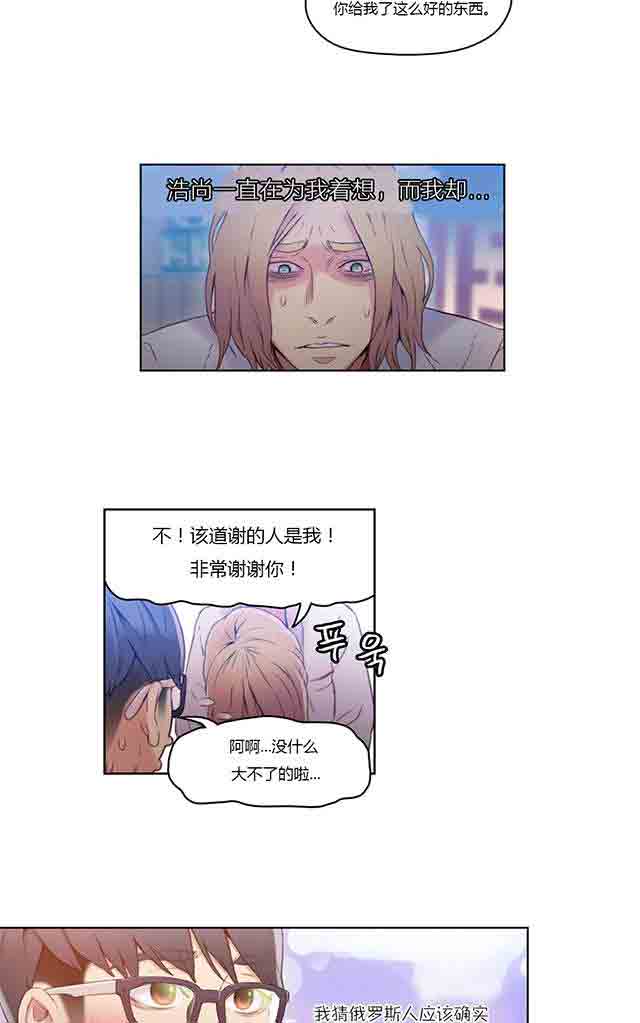 你给我了这么好的东西。
浩尚一直在为我着想，而我却...
不！该道谢的人是我！
非常谢谢你！
푸욱
阿啊...没什么
大不了的啦...
我猜俄罗斯人应该确实